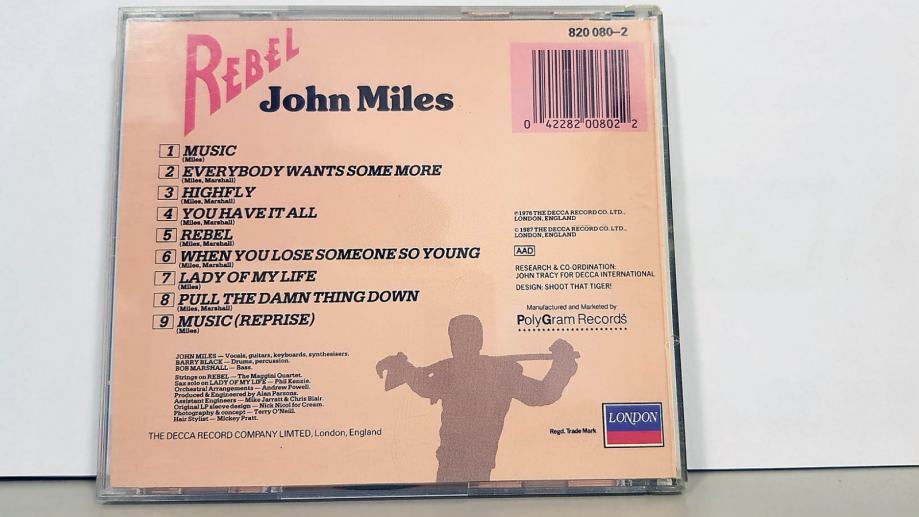 820 080–2
REBEL
John Miles
0 42282 00802 2
1 MUSIC
(Miles)
2 EVERYBODY WANTS SOME MORE
(Miles, Marshall)
3 HIGHFLY
(Miles, Marshall)
4 YOU HAVE IT ALL
(Miles, Marshall)
5 REBEL
(Miles, Marshall)
6 WHEN YOU LOSE SOMEONE SO YOUNG
(Miles, Marshall)
7 LADY OF MY LIFE
(Miles)
8 PULL THE DAMN THING DOWN
(Miles, Marshall)
9 MUSIC (REPRISE)
(Miles)
℗ 1976 THE DECCA RECORD CO. LTD.,
LONDON, ENGLAND
© 1987 THE DECCA RECORD CO. LTD.,
LONDON, ENGLAND
AAD
RESEARCH & CO-ORDINATION:
JOHN TRACY FOR DECCA INTERNATIONAL
DESIGN: SHOOT THAT TIGER!
Manufactured and Marketed by
PolyGram Records
JOHN MILES — Vocals, guitars, keyboards, synthesisers.
BARRY BLACK — Drums, percussion.
BOB MARSHALL — Bass.
Strings on REBEL — The Maggini Quartet.
Sax solo on LADY OF MY LIFE — Phil Kenzie.
Orchestral Arrangements — Andrew Powell.
Produced & Engineered by Alan Parsons.
Assistant Engineers — Mike Jarratt & Chris Blair.
Original LP sleeve design — Nick Nicol for Cream.
Photography & concept — Terry O'Neill.
Hair Stylist — Mickey Pratt.
THE DECCA RECORD COMPANY LIMTED, London, England
Regd. Trade Mark
LONDON